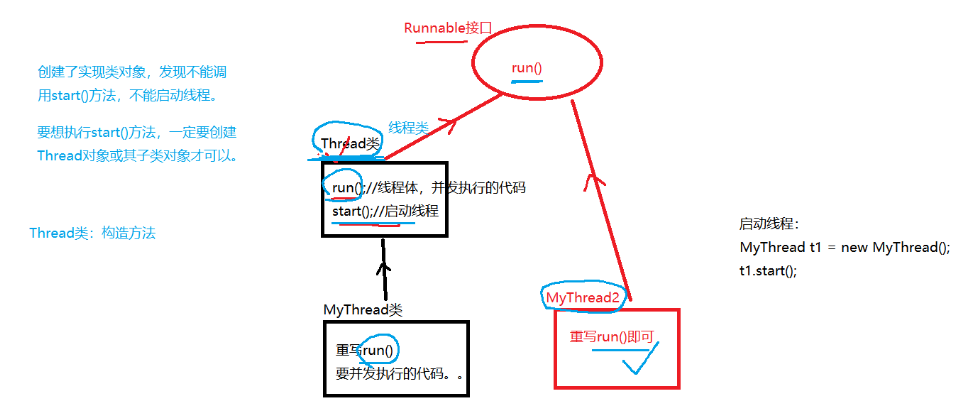 Runnable接口
run()
创建了实现类对象，发现不能调
用start()方法，不能启动线程。
要想执行start()方法，一定要创建
Thread对象或其子类对象才可以。
Thread类：构造方法
线程类
Thread类
run();//线程体，并发执行的代码
start();//启动线程
MyThread类
重写run()
要并发执行的代码。。
MyThread2
重写run()即可
启动线程：
MyThread t1 = new MyThread();
t1.start();